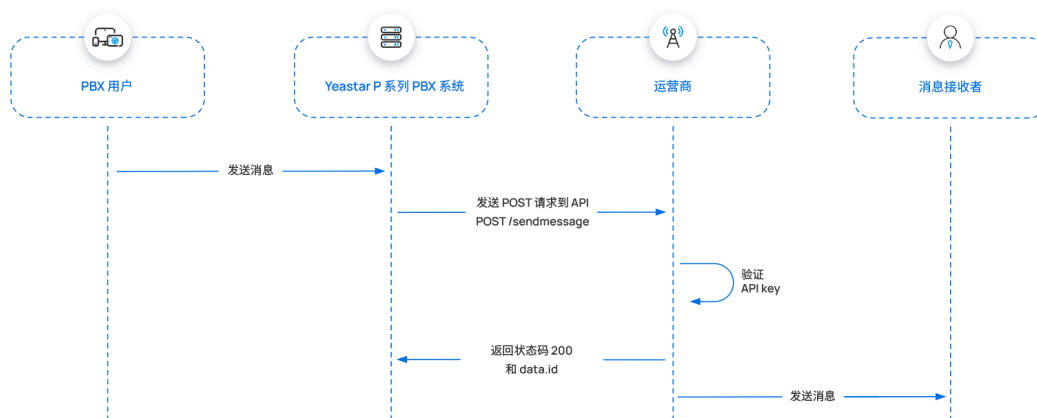 PBX 用户
Yeastar P 系列 PBX 系统
运营商
消息接收者
发送消息
发送 POST 请求到 API
POST /sendmessage
验证
API key
返回状态码 200
和 data.id
发送消息